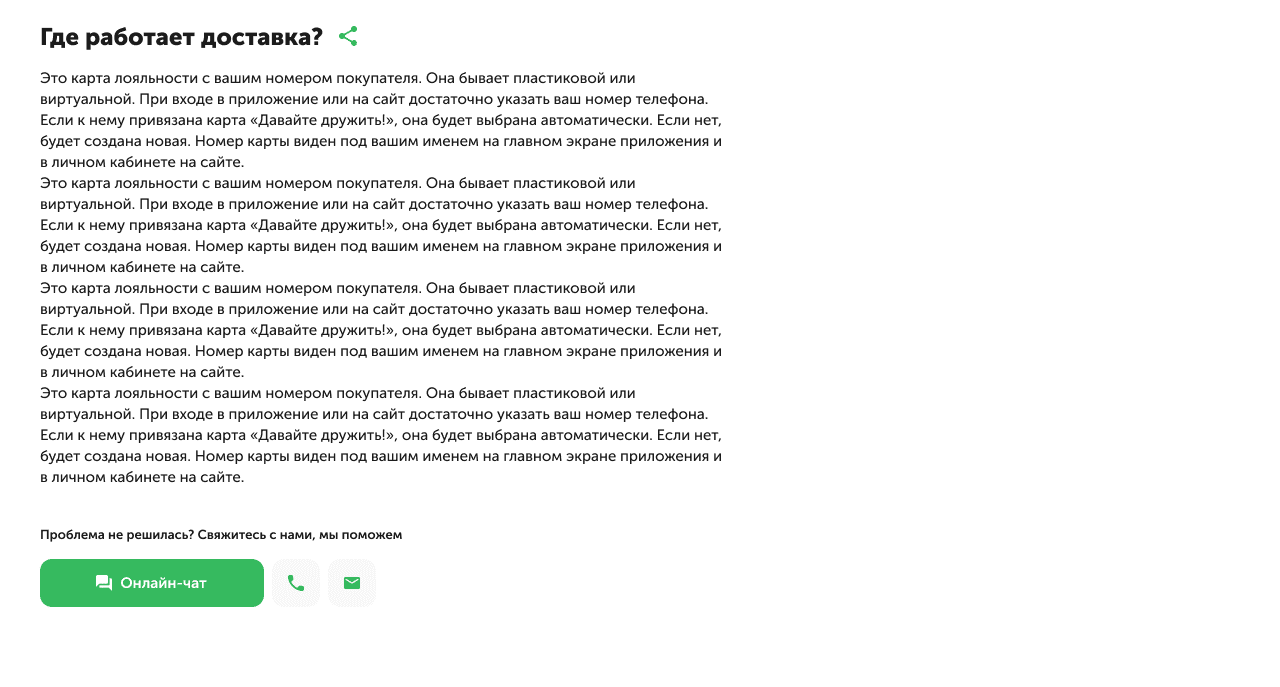 Где работает доставка?
Это карта лояльности с вашим номером покупателя. Она бывает пластиковой или
виртуальной. При входе в приложение или на сайт достаточно указать ваш номер телефона.
Если к нему привязана карта «Давайте дружить!», она будет выбрана автоматически. Если нет,
будет создана новая. Номер карты виден под вашим именем на главном экране приложения и
в личном кабинете на сайте.
Это карта лояльности с вашим номером покупателя. Она бывает пластиковой или
виртуальной. При входе в приложение или на сайт достаточно указать ваш номер телефона.
Если к нему привязана карта «Давайте дружить!», она будет выбрана автоматически. Если нет,
будет создана новая. Номер карты виден под вашим именем на главном экране приложения и
в личном кабинете на сайте.
Это карта лояльности с вашим номером покупателя. Она бывает пластиковой или
виртуальной. При входе в приложение или на сайт достаточно указать ваш номер телефона.
Если к нему привязана карта «Давайте дружить!», она будет выбрана автоматически. Если нет,
будет создана новая. Номер карты виден под вашим именем на главном экране приложения и
в личном кабинете на сайте.
Это карта лояльности с вашим номером покупателя. Она бывает пластиковой или
виртуальной. При входе в приложение или на сайт достаточно указать ваш номер телефона.
Если к нему привязана карта «Давайте дружить!», она будет выбрана автоматически. Если нет,
будет создана новая. Номер карты виден под вашим именем на главном экране приложения и
в личном кабинете на сайте.
Проблема не решилась? Свяжитесь с нами, мы поможем
Онлайн-чат